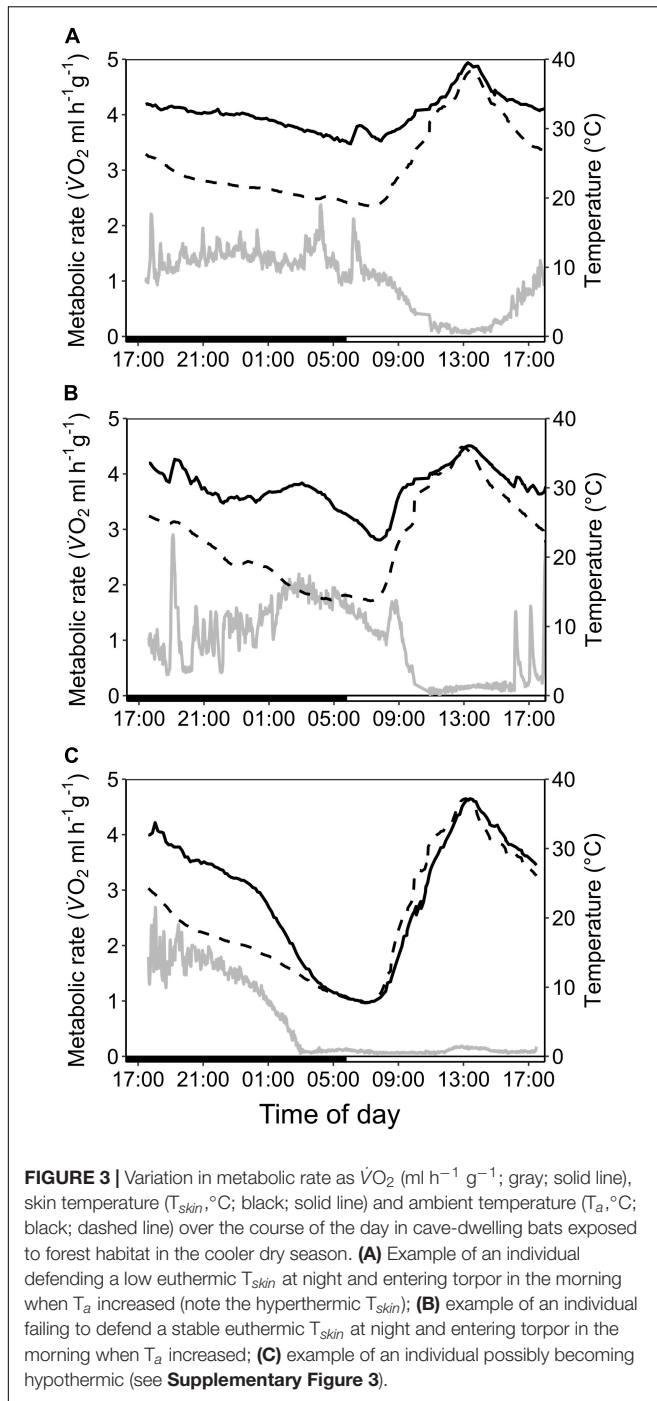 A
Metabolic rate (V̇O₂ ml h⁻¹g⁻¹)
5
4
3
2
1
0
40
30
20
10
0
Temperature (°C)
17:00 21:00 01:00 05:00 09:00 13:00 17:00
B
Metabolic rate (V̇O₂ ml h⁻¹g⁻¹)
5
4
3
2
1
0
40
30
20
10
0
Temperature (°C)
17:00 21:00 01:00 05:00 09:00 13:00 17:00
C
Metabolic rate (V̇O₂ ml h⁻¹g⁻¹)
5
4
3
2
1
0
40
30
20
10
0
Temperature (°C)
17:00 21:00 01:00 05:00 09:00 13:00 17:00
Time of day
FIGURE 3 | Variation in metabolic rate as V̇O₂ (ml h⁻¹ g⁻¹; gray; solid line),
skin temperature (Tskin,°C; black; solid line) and ambient temperature (Ta,°C;
black; dashed line) over the course of the day in cave-dwelling bats exposed
to forest habitat in the cooler dry season. (A) Example of an individual
defending a low euthermic Tskin at night and entering torpor in the morning
when Ta increased (note the hyperthermic Tskin); (B) example of an individual
failing to defend a stable euthermic Tskin at night and entering torpor in the
morning when Ta increased; (C) example of an individual possibly becoming
hypothermic (see Supplementary Figure 3).